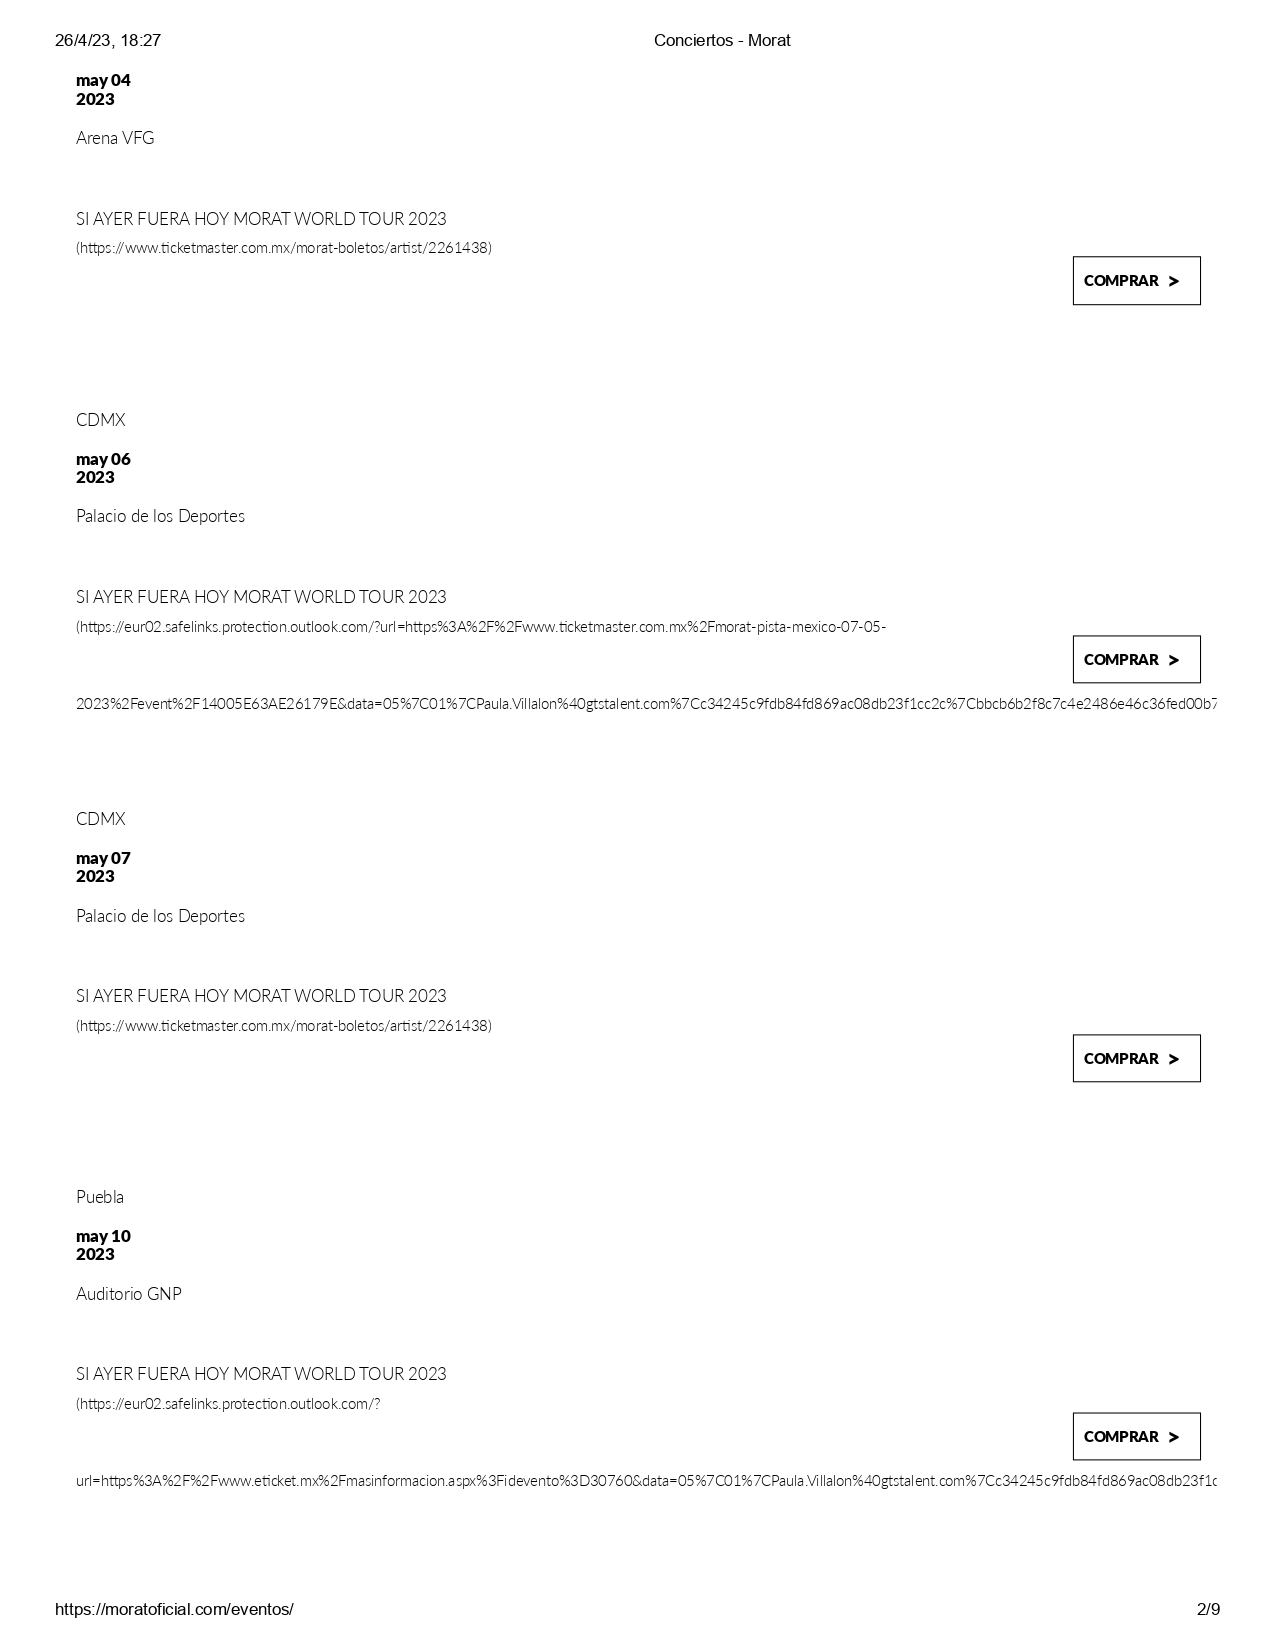 26/4/23, 18:27
Conciertos - Morat
may 04
2023
Arena VFG
SI AYER FUERA HOY MORAT WORLD TOUR 2023
(https://www.ticketmaster.com.mx/morat-boletos/artist/2261438)
COMPRAR >
CDMX
may 06
2023
Palacio de los Deportes
SI AYER FUERA HOY MORAT WORLD TOUR 2023
(https://eur02.safelinks.protection.outlook.com/?url=https%3A%2F%2Fwww.ticketmaster.com.mx%2Fmorat-pista-mexico-07-05-
COMPRAR >
2023%2Fevent%2F14005E63AE26179E&data=05%7C01%7CPaula.Villalon%40gtstalent.com%7Cc34245c9fdb84fd869ac08db23f1cc2c%7Cbbcb6b2f8c7c4e2486e46c36fed00b7
CDMX
may 07
2023
Palacio de los Deportes
SI AYER FUERA HOY MORAT WORLD TOUR 2023
(https://www.ticketmaster.com.mx/morat-boletos/artist/2261438)
COMPRAR >
Puebla
may 10
2023
Auditorio GNP
SI AYER FUERA HOY MORAT WORLD TOUR 2023
(https://eur02.safelinks.protection.outlook.com/?
COMPRAR >
url=https%3A%2F%2Fwww.eticket.mx%2Fmasinformacion.aspx%3Fidevento%3D30760&data=05%7C01%7CPaula.Villalon%40gtstalent.com%7Cc34245c9fdb84fd869ac08db23f1c
https://moratoficial.com/eventos/
2/9